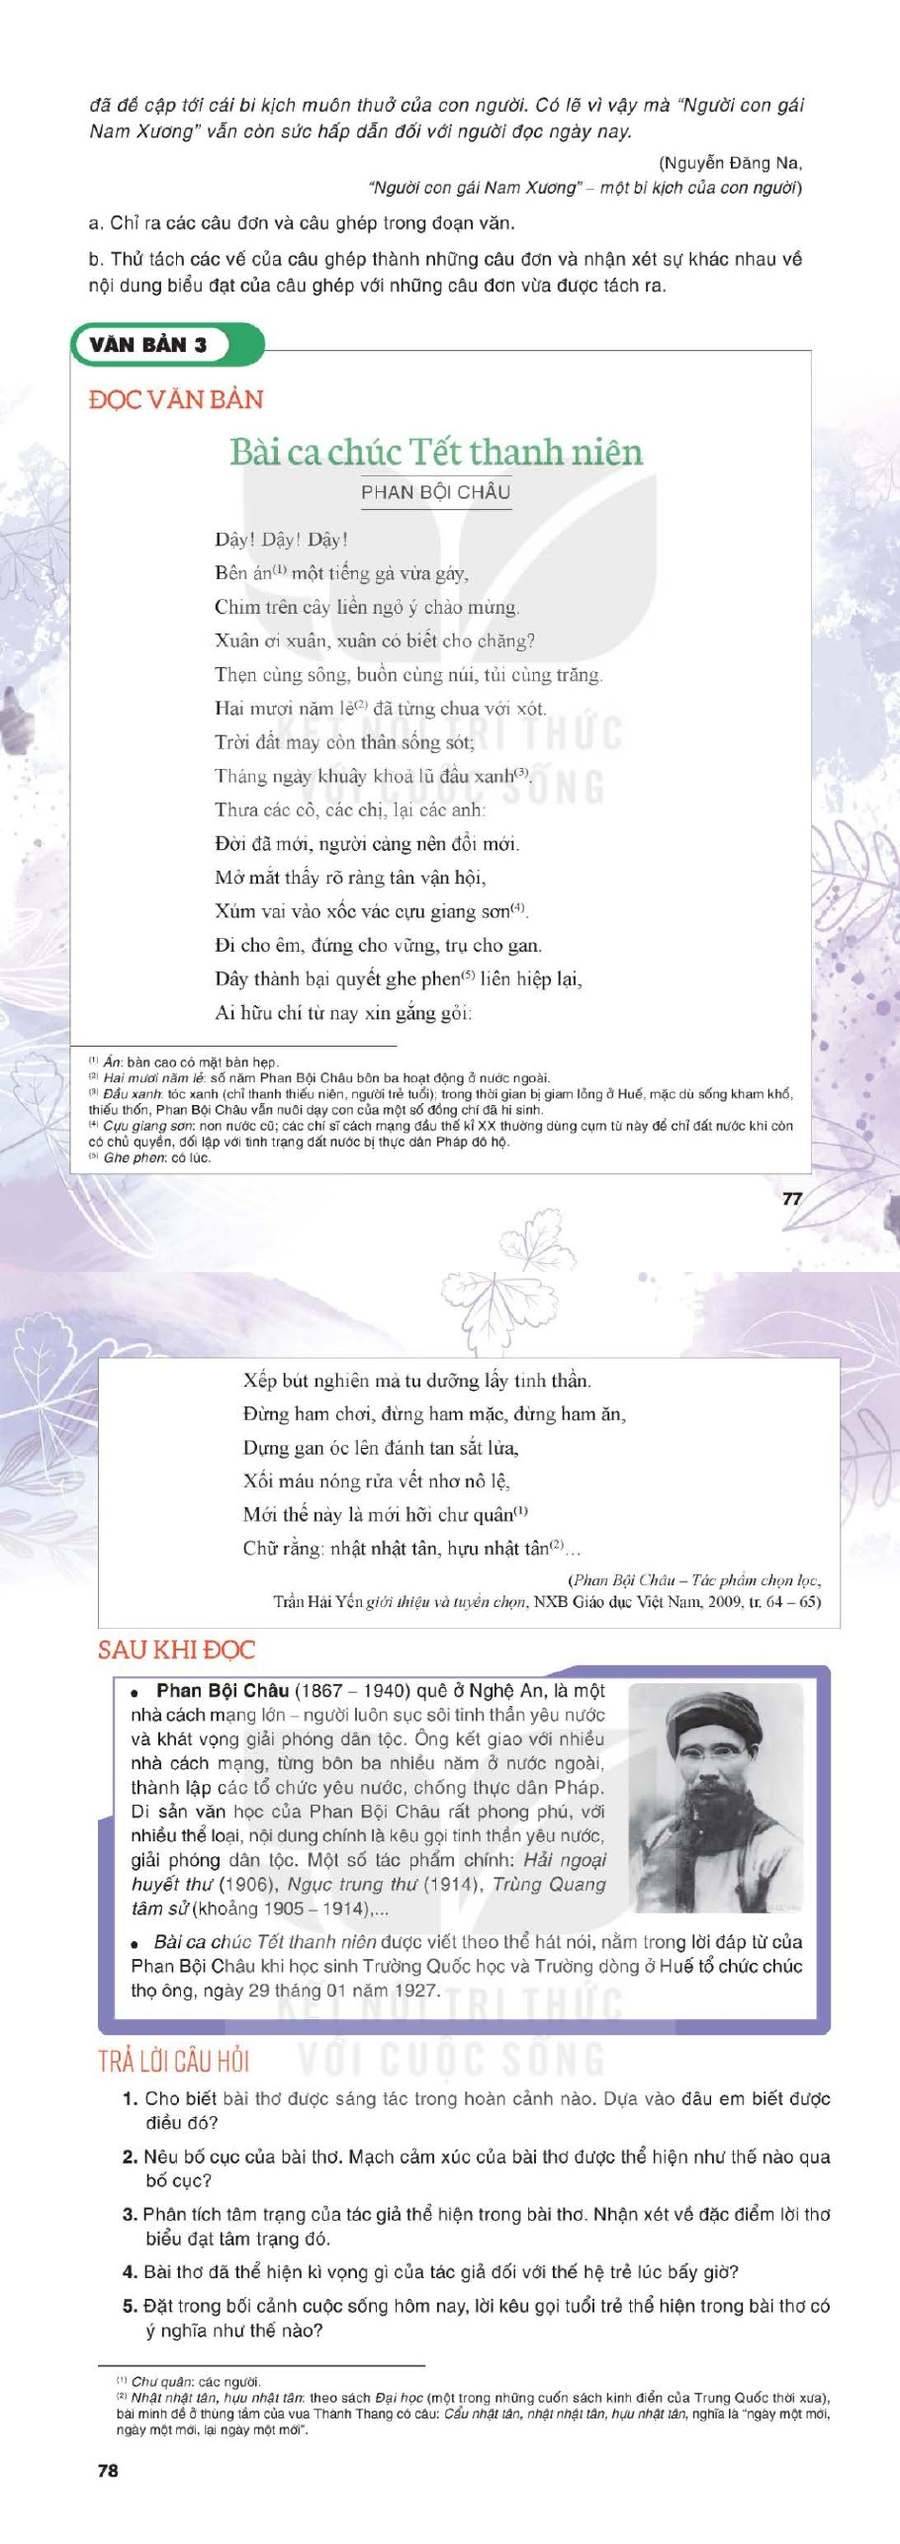 đã đề cập tới cái bi kịch muôn thuở của con người. Có lẽ vì vậy mà “Người con gái
Nam Xương” vẫn còn sức hấp dẫn đối với người đọc ngày nay.
(Nguyễn Đăng Na,
“Người con gái Nam Xương” – một bi kịch của con người)
a. Chỉ ra các câu đơn và câu ghép trong đoạn văn.
b. Thử tách các vế của câu ghép thành những câu đơn và nhận xét sự khác nhau về
nội dung biểu đạt của câu ghép với những câu đơn vừa được tách ra.
VĂN BẢN 3
ĐỌC VĂN BẢN
Bài ca chúc Tết thanh niên
PHAN BỘI CHÂU
Dậy! Dậy! Dậy!
Bên án(1) một tiếng gà vừa gáy,
Chim trên cây liền ngỏ ý chào mừng.
Xuân ơi xuân, xuân có biết cho chăng?
Thẹn cùng sông, buồn cùng núi, tủi cùng trăng.
Hai mươi năm lẻ(2) đã từng chua với xót.
Trời đất may còn thân sống sót;
Tháng ngày khuây khoả lũ đầu xanh(3).
Thưa các cô, các chị, lại các anh:
Đời đã mới, người càng nên đổi mới.
Mở mắt thấy rõ ràng tân vận hội,
Xúm vai vào xốc vác cựu giang sơn(4).
Đi cho êm, đứng cho vững, trụ cho gan.
Dây thành bại quyết ghe phen(5) liên hiệp lại,
Ai hữu chí từ nay xin gắng gỏi:
(1) Án: bàn cao có mặt bàn hẹp.
(2) Hai mươi năm lẻ: số năm Phan Bội Châu bôn ba hoạt động ở nước ngoài.
(3) Đầu xanh: tóc xanh (chỉ thanh thiếu niên, người trẻ tuổi); trong thời gian bị giam lỏng ở Huế, mặc dù sống kham khổ,
thiếu thốn, Phan Bội Châu vẫn nuôi dạy con của một số đồng chí đã hi sinh.
(4) Cựu giang sơn: non nước cũ; các chí sĩ cách mạng đầu thế kỉ XX thường dùng cụm từ này để chỉ đất nước khi còn
có chủ quyền, đối lập với tình trạng đất nước bị thực dân Pháp đô hộ.
(5) Ghe phen: có lúc.
KẾT NỐI TRI THỨC
VỚI CUỘC SỐNG
77
Xếp bút nghiên mà tu dưỡng lấy tinh thần.
Đừng ham chơi, đừng ham mặc, đừng ham ăn,
Dựng gan óc lên đánh tan sắt lửa,
Xối máu nóng rửa vết nhơ nô lệ,
Mới thế này là mới hỡi chư quân(1)
Chữ rằng: nhật nhật tân, hựu nhật tân(2)...
(Phan Bội Châu – Tác phẩm chọn lọc,
Trần Hải Yến giới thiệu và tuyển chọn, NXB Giáo dục Việt Nam, 2009, tr. 64 – 65)
SAU KHI ĐỌC
• Phan Bội Châu (1867 – 1940) quê ở Nghệ An, là một
nhà cách mạng lớn – người luôn sục sôi tinh thần yêu nước
và khát vọng giải phóng dân tộc. Ông kết giao với nhiều
nhà cách mạng, từng bôn ba nhiều năm ở nước ngoài,
thành lập các tổ chức yêu nước, chống thực dân Pháp.
Di sản văn học của Phan Bội Châu rất phong phú, với
nhiều thể loại, nội dung chính là kêu gọi tinh thần yêu nước,
giải phóng dân tộc. Một số tác phẩm chính: Hải ngoại
huyết thư (1906), Ngục trung thư (1914), Trùng Quang
tâm sử (khoảng 1905 – 1914),...
• Bài ca chúc Tết thanh niên được viết theo thể hát nói, nằm trong lời đáp từ của
Phan Bội Châu khi học sinh Trường Quốc học và Trường dòng ở Huế tổ chức chúc
thọ ông, ngày 29 tháng 01 năm 1927.
KẾT NỐI TRI THỨC
VỚI CUỘC SỐNG
TRẢ LỜI CÂU HỎI
1. Cho biết bài thơ được sáng tác trong hoàn cảnh nào. Dựa vào đâu em biết được
điều đó?
2. Nêu bố cục của bài thơ. Mạch cảm xúc của bài thơ được thể hiện như thế nào qua
bố cục?
3. Phân tích tâm trạng của tác giả thể hiện trong bài thơ. Nhận xét về đặc điểm lời thơ
biểu đạt tâm trạng đó.
4. Bài thơ đã thể hiện kì vọng gì của tác giả đối với thế hệ trẻ lúc bấy giờ?
5. Đặt trong bối cảnh cuộc sống hôm nay, lời kêu gọi tuổi trẻ thể hiện trong bài thơ có
ý nghĩa như thế nào?
(1) Chư quân: các người.
(2) Nhật nhật tân, hựu nhật tân: theo sách Đại học (một trong những cuốn sách kinh điển của Trung Quốc thời xưa),
bài minh đề ở thùng tắm của vua Thành Thang có câu: Cẩu nhật tân, nhật nhật tân, hựu nhật tân, nghĩa là “ngày một mới,
ngày một mới, lại ngày một mới”.
78